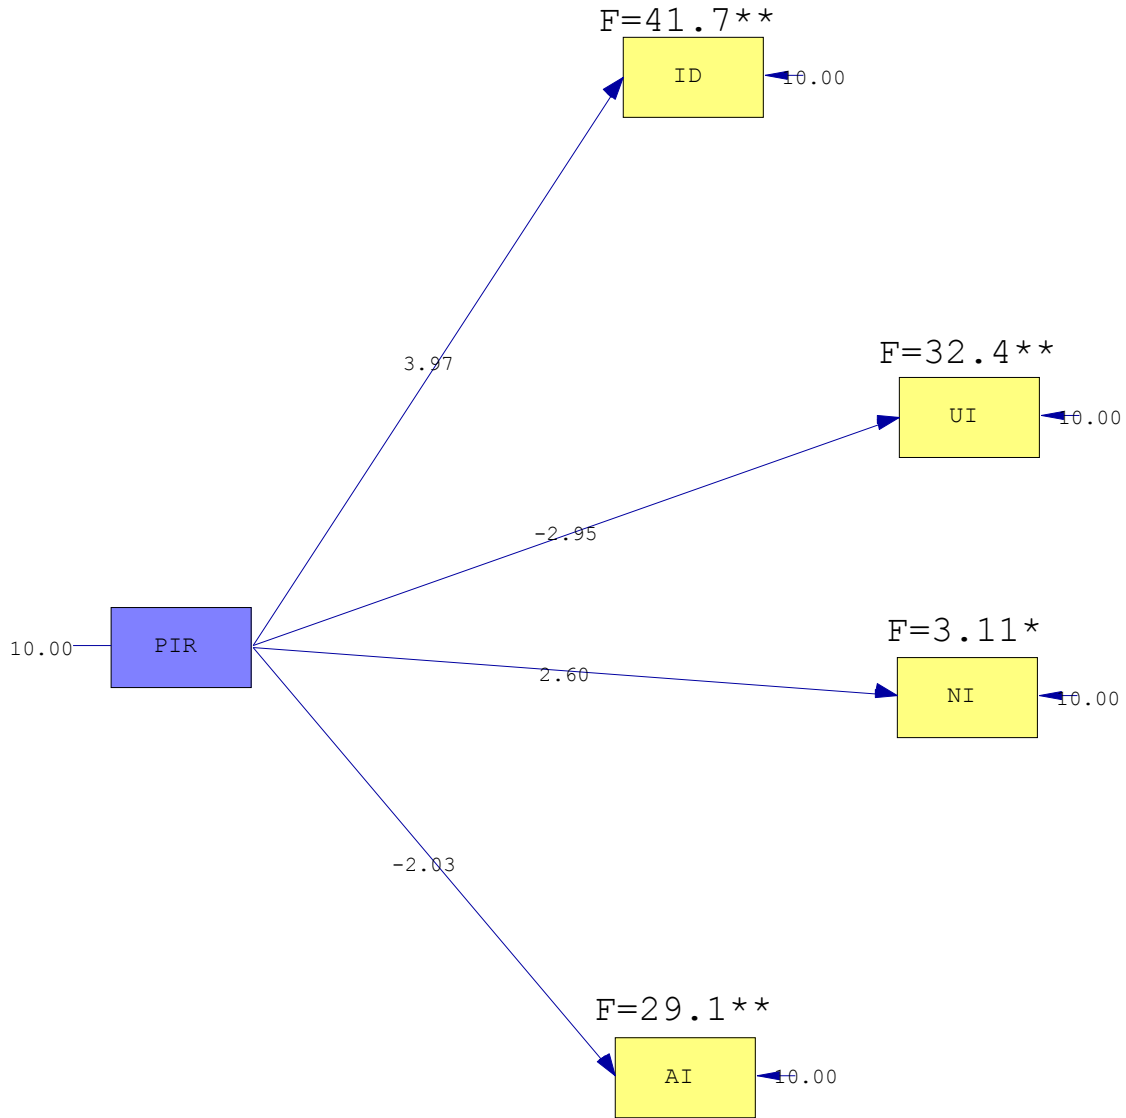 F=41.7**
ID
10.00
3.97
F=32.4**
UI
10.00
-2.95
F=3.11*
10.00
PIR
2.60
NI
10.00
-2.03
F=29.1**
AI
10.00